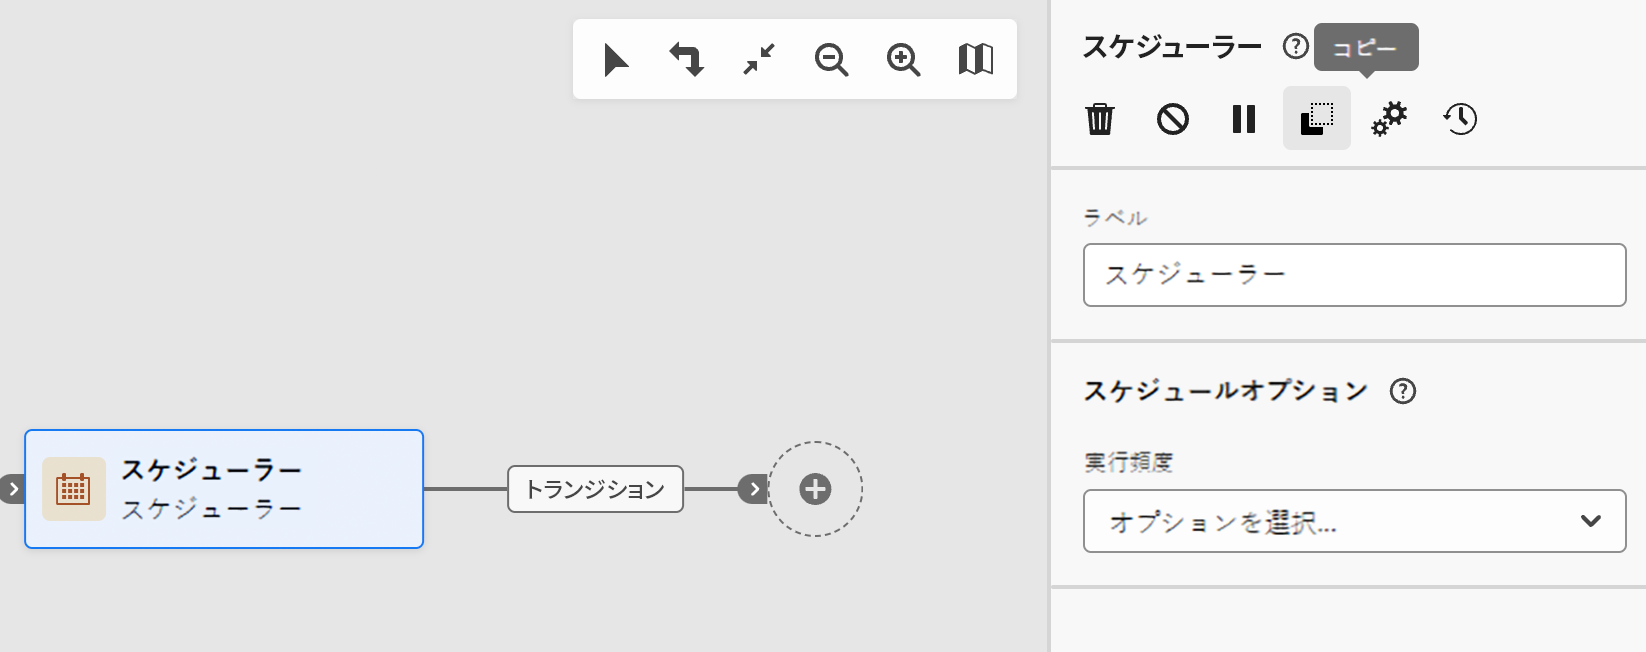 スケジューラー
コピー
ラベル
スケジューラー
スケジュールオプション
実行頻度
オプションを選択...
スケジューラー
スケジューラー
トランジション